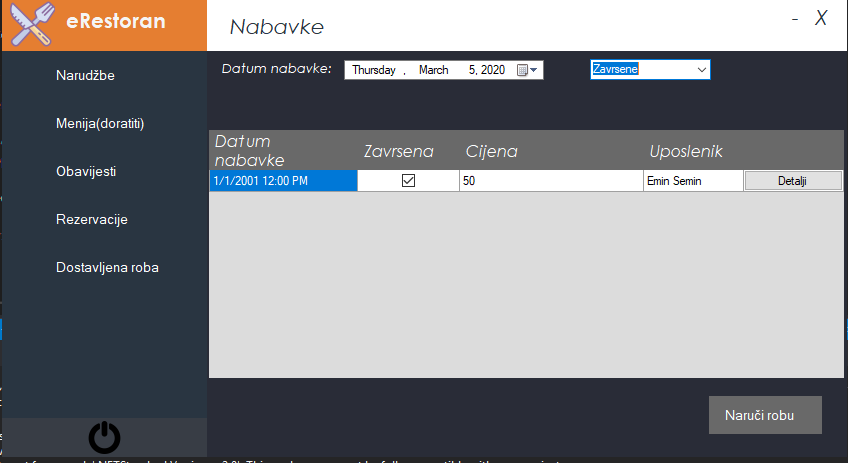 eRestoran
Nabavke
- X
Narudžbe
Menija(doratiti)
Obavijesti
Rezervacije
Dostavljena roba
Datum nabavke: Thursday , March 5, 2020 Zavrsene
Datum nabavke Zavrsena Cijena Uposlenik
1/1/2001 12:00 PM 50 Emin Semin Detalji
Naruči robu